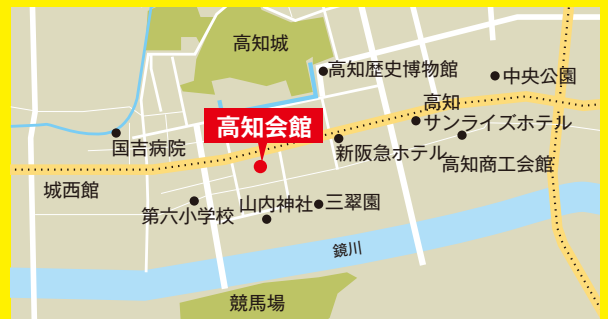 高知城
高知歴史博物館
中央公園
高知
サンライズホテル
高知会館
国吉病院
新阪急ホテル
高知商工会館
城西館
第六小学校
山内神社
三翠園
鏡川
競馬場